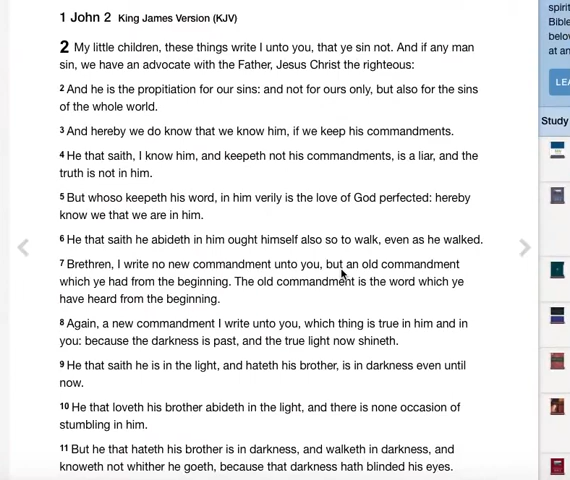 1 John 2 King James Version (KJV)
2 My little children, these things write I unto you, that ye sin not. And if any man
sin, we have an advocate with the Father, Jesus Christ the righteous:
2 And he is the propitiation for our sins: and not for ours only, but also for the sins
of the whole world.
3 And hereby we do know that we know him, if we keep his commandments.
4 He that saith, I know him, and keepeth not his commandments, is a liar, and the
truth is not in him.
5 But whoso keepeth his word, in him verily is the love of God perfected: hereby
know we that we are in him.
6 He that saith he abideth in him ought himself also so to walk, even as he walked.
7 Brethren, I write no new commandment unto you, but an old commandment
which ye had from the beginning. The old commandment is the word which ye
have heard from the beginning.
8 Again, a new commandment I write unto you, which thing is true in him and in
you: because the darkness is past, and the true light now shineth.
9 He that saith he is in the light, and hateth his brother, is in darkness even until
now.
10 He that loveth his brother abideth in the light, and there is none occasion of
stumbling in him.
11 But he that hateth his brother is in darkness, and walketh in darkness, and
knoweth not whither he goeth, because that darkness hath blinded his eyes.
spirit
Bible
belov
at an
LEA
Study